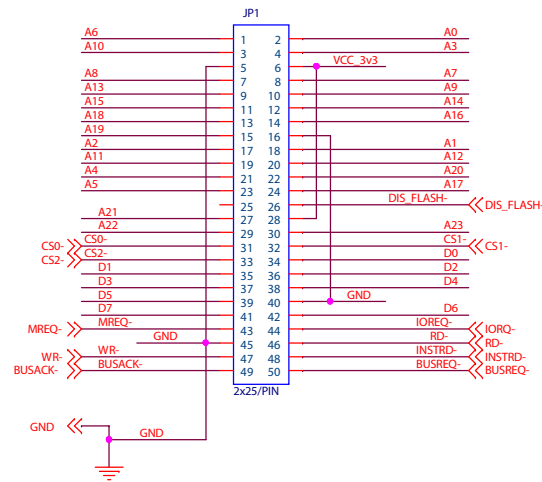 JP1
A6 1 2 A0
A10 3 4 A3
5 6 VCC_3v3
A8 7 8 A7
A13 9 10 A9
A15 11 12 A14
A18 13 14 A16
A19 15 16
A2 17 18 A1
A11 19 20 A12
A4 21 22 A20
A5 23 24 A17
25 26 DIS_FLASH- DIS_FLASH-
A21 27 28
A22 29 30 A23
CS0- CS0- 31 32 CS1- CS1-
CS2- CS2- 33 34 D0
D1 35 36 D2
D3 37 38 D4
D5 39 40 GND
D7 41 42 D6
MREQ- MREQ- 43 44 IOREQ- IORQ-
GND 45 46 RD- RD-
WR- WR- 47 48 INSTRD- INSTRD-
BUSACK- BUSACK- 49 50 BUSREQ- BUSREQ-
2x25/PIN
GND GND